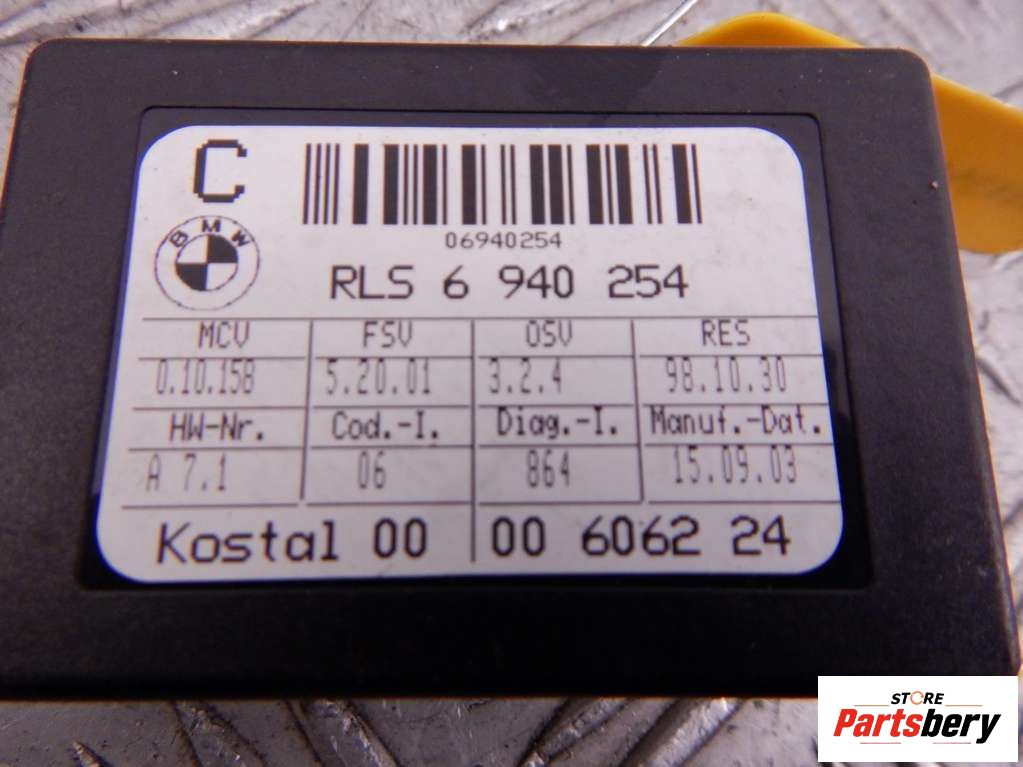 C
BMW
06940254
RLS 6 940 254
MCV FSV OSV RES
0.10.158 5.20.01 3.2.4 98.10.30
HW-Nr. Cod.-I. Diag.-I. Manuf.-Dat.
A 7.1 06 864 15.09.03
Kostal 00 00 6062 24
STORE
Partsbery